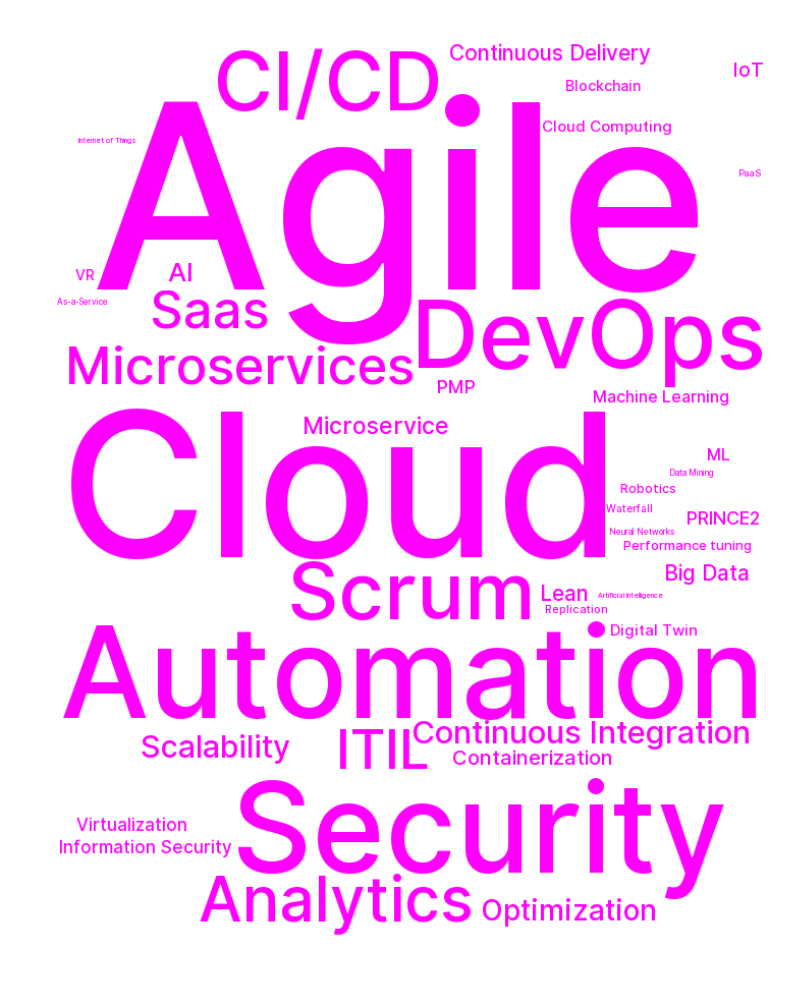 CI/CD
Continuous Delivery
IoT
Blockchain
Agile
Cloud Computing
Internet of Things
PaaS
VR
AI
As-a-Service
Saas
DevOps
Microservices
PMP
Machine Learning
Cloud
Microservice
ML
Data Mining
Robotics
Waterfall
PRINCE2
Neural Networks
Performance tuning
Big Data
Scrum
Lean
Artificial Intelligence
Replication
Automation
Digital Twin
Continuous Integration
Scalability
ITIL
Containerization
Security
Virtualization
Information Security
Analytics
Optimization